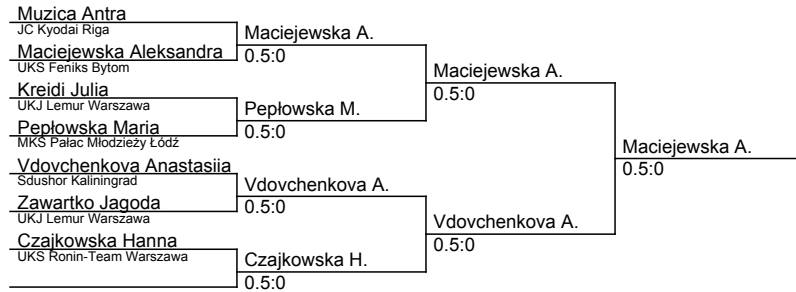 Muzica Antra
JC Kyodai Riga
Maciejewska Aleksandra
UKS Feniks Bytom
Kreidi Julia
UKJ Lemur Warszawa
Pepłowska Maria
MKS Pałac Młodzieży Łódź
Vdovchenkova Anastasiia
Sdushor Kaliningrad
Zawartko Jagoda
UKJ Lemur Warszawa
Czajkowska Hanna
UKS Ronin-Team Warszawa
Maciejewska A.
0.5:0
Pepłowska M.
0.5:0
Vdovchenkova A.
0.5:0
Czajkowska H.
0.5:0
Maciejewska A.
0.5:0
Vdovchenkova A.
0.5:0
Maciejewska A.
0.5:0